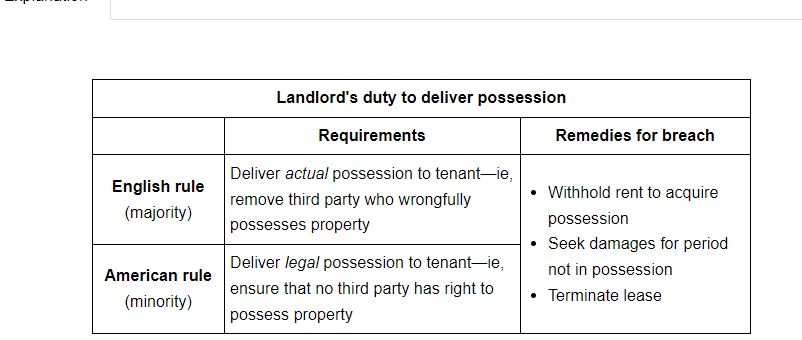 Landlord's duty to deliver possession
Requirements
Remedies for breach
English rule
(majority)
Deliver actual possession to tenant—ie,
remove third party who wrongfully
possesses property
American rule
(minority)
Deliver legal possession to tenant—ie,
ensure that no third party has right to
possess property
• Withhold rent to acquire
possession
• Seek damages for period
not in possession
• Terminate lease